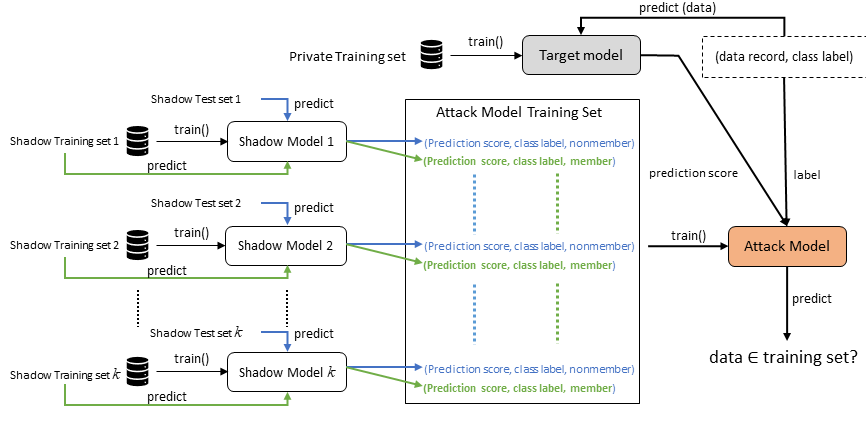 predict (data)
Private Training set
train()
Target model
(data record, class label)
Shadow Test set 1
predict
Attack Model Training Set
Shadow Training set 1
train()
Shadow Model 1
(Prediction score, class label, nonmember)
(Prediction score, class label, member)
predict
prediction score
label
Shadow Test set 2
predict
Shadow Training set 2
train()
Shadow Model 2
(Prediction score, class label, nonmember)
(Prediction score, class label, member)
predict
train()
Attack Model
predict
Shadow Test set k
predict
Shadow Training set k
train()
Shadow Model k
(Prediction score, class label, nonmember)
(Prediction score, class label, member)
predict
data ∈ training set?